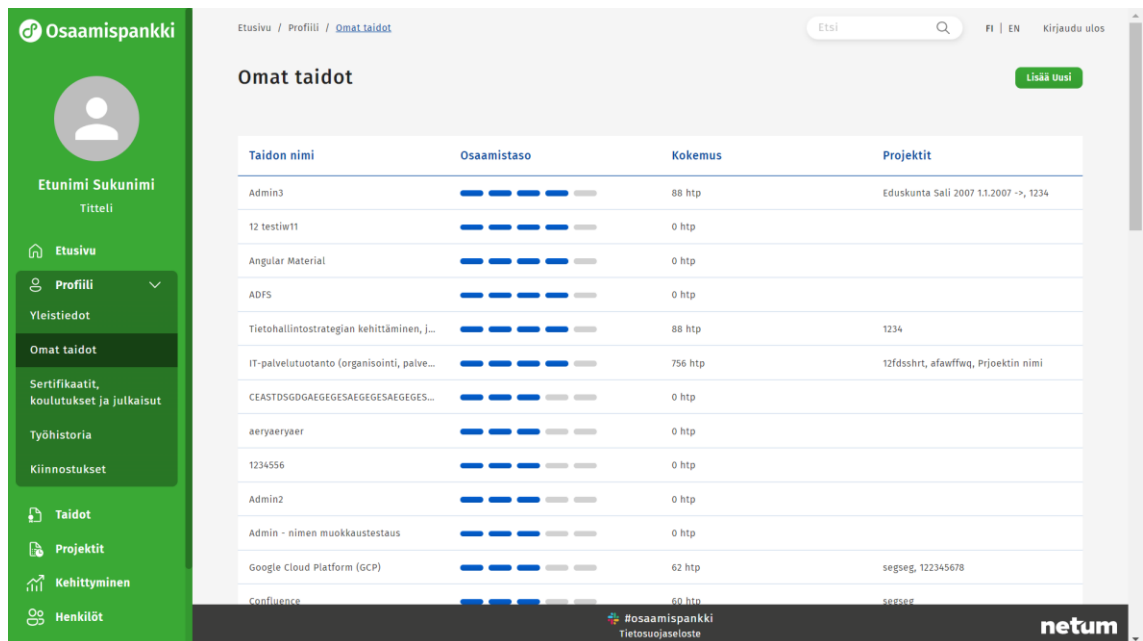 Osaamispankki
Etunimi Sukunimi
Titteli
Etusivu
Profiili
Yleistiedot
Omat taidot
Sertifikaatit,
koulutukset ja julkaisut
Työhistoria
Kiinnostukset
Taidot
Projektit
Kehittyminen
Henkilöt
Etusivu / Profiili / Omat taidot
Etsi
FI | EN
Kirjaudu ulos
Omat taidot
Lisää Uusi
Taidon nimi Osaamistaso Kokemus Projektit
Admin3 88 htp Eduskunta Sali 2007 1.1.2007 ->, 1234
12 testiw11 0 htp
Angular Material 0 htp
ADFS 0 htp
Tietohallintostrategian kehittäminen, j... 88 htp 1234
IT-palvelutuotanto (organisointi, palve... 756 htp 12fdsshrt, afawffwq, Prjoektin nimi
CEASTDSGDGAEGEGESAEGEGESAEGEGES... 0 htp
aeryaeryaer 0 htp
1234556 0 htp
Admin2 0 htp
Admin - nimen muokkaustestaus 0 htp
Google Cloud Platform (GCP) 62 htp segseg, 122345678
Confluence 60 htp segseg
#osaamispankki
Tietosuojaseloste
netum